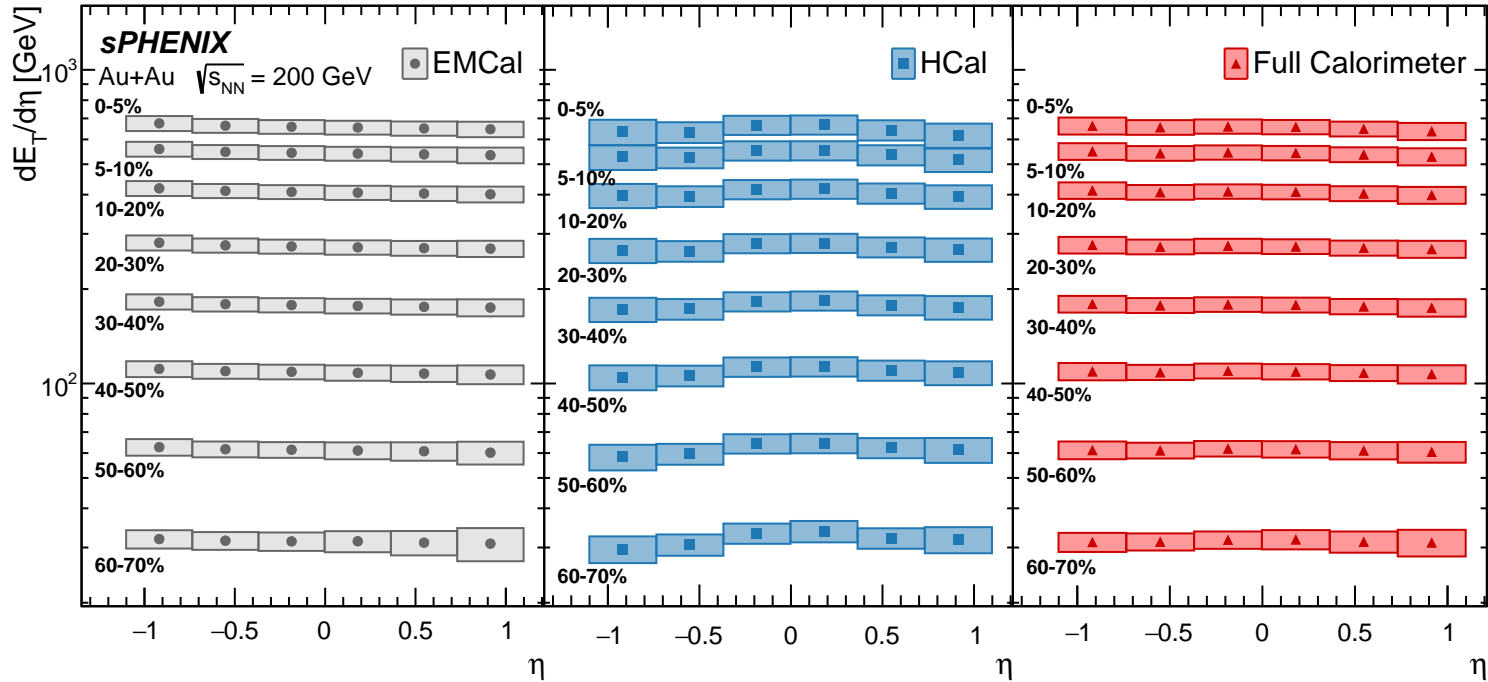 dE_T/dη [GeV]
10³
10²
sPHENIX
Au+Au √s_NN = 200 GeV
EMCal
0-5%
5-10%
10-20%
20-30%
30-40%
40-50%
50-60%
60-70%
−1 −0.5 0 0.5 1
η
HCal
0-5%
5-10%
10-20%
20-30%
30-40%
40-50%
50-60%
60-70%
−1 −0.5 0 0.5 1
η
Full Calorimeter
0-5%
5-10%
10-20%
20-30%
30-40%
40-50%
50-60%
60-70%
−1 −0.5 0 0.5 1
η